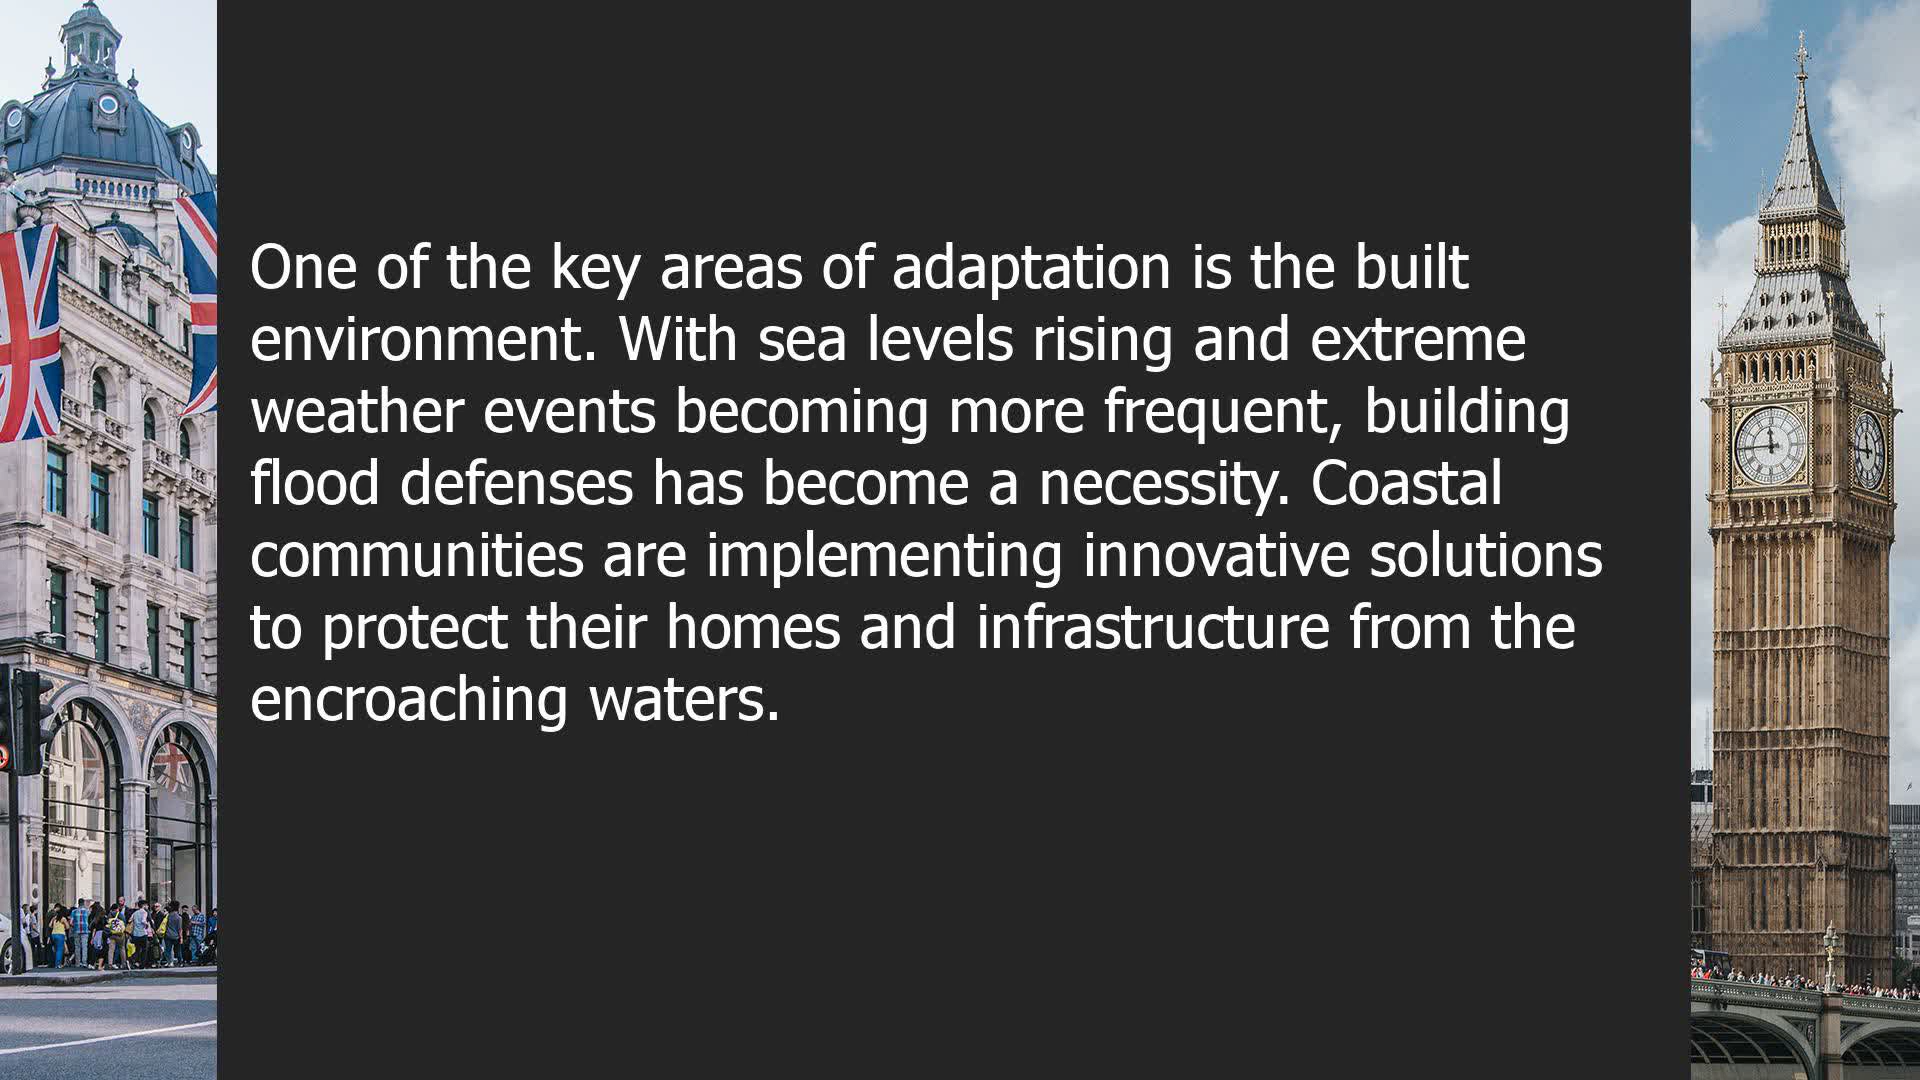 One of the key areas of adaptation is the built
environment. With sea levels rising and extreme
weather events becoming more frequent, building
flood defenses has become a necessity. Coastal
communities are implementing innovative solutions
to protect their homes and infrastructure from the
encroaching waters.